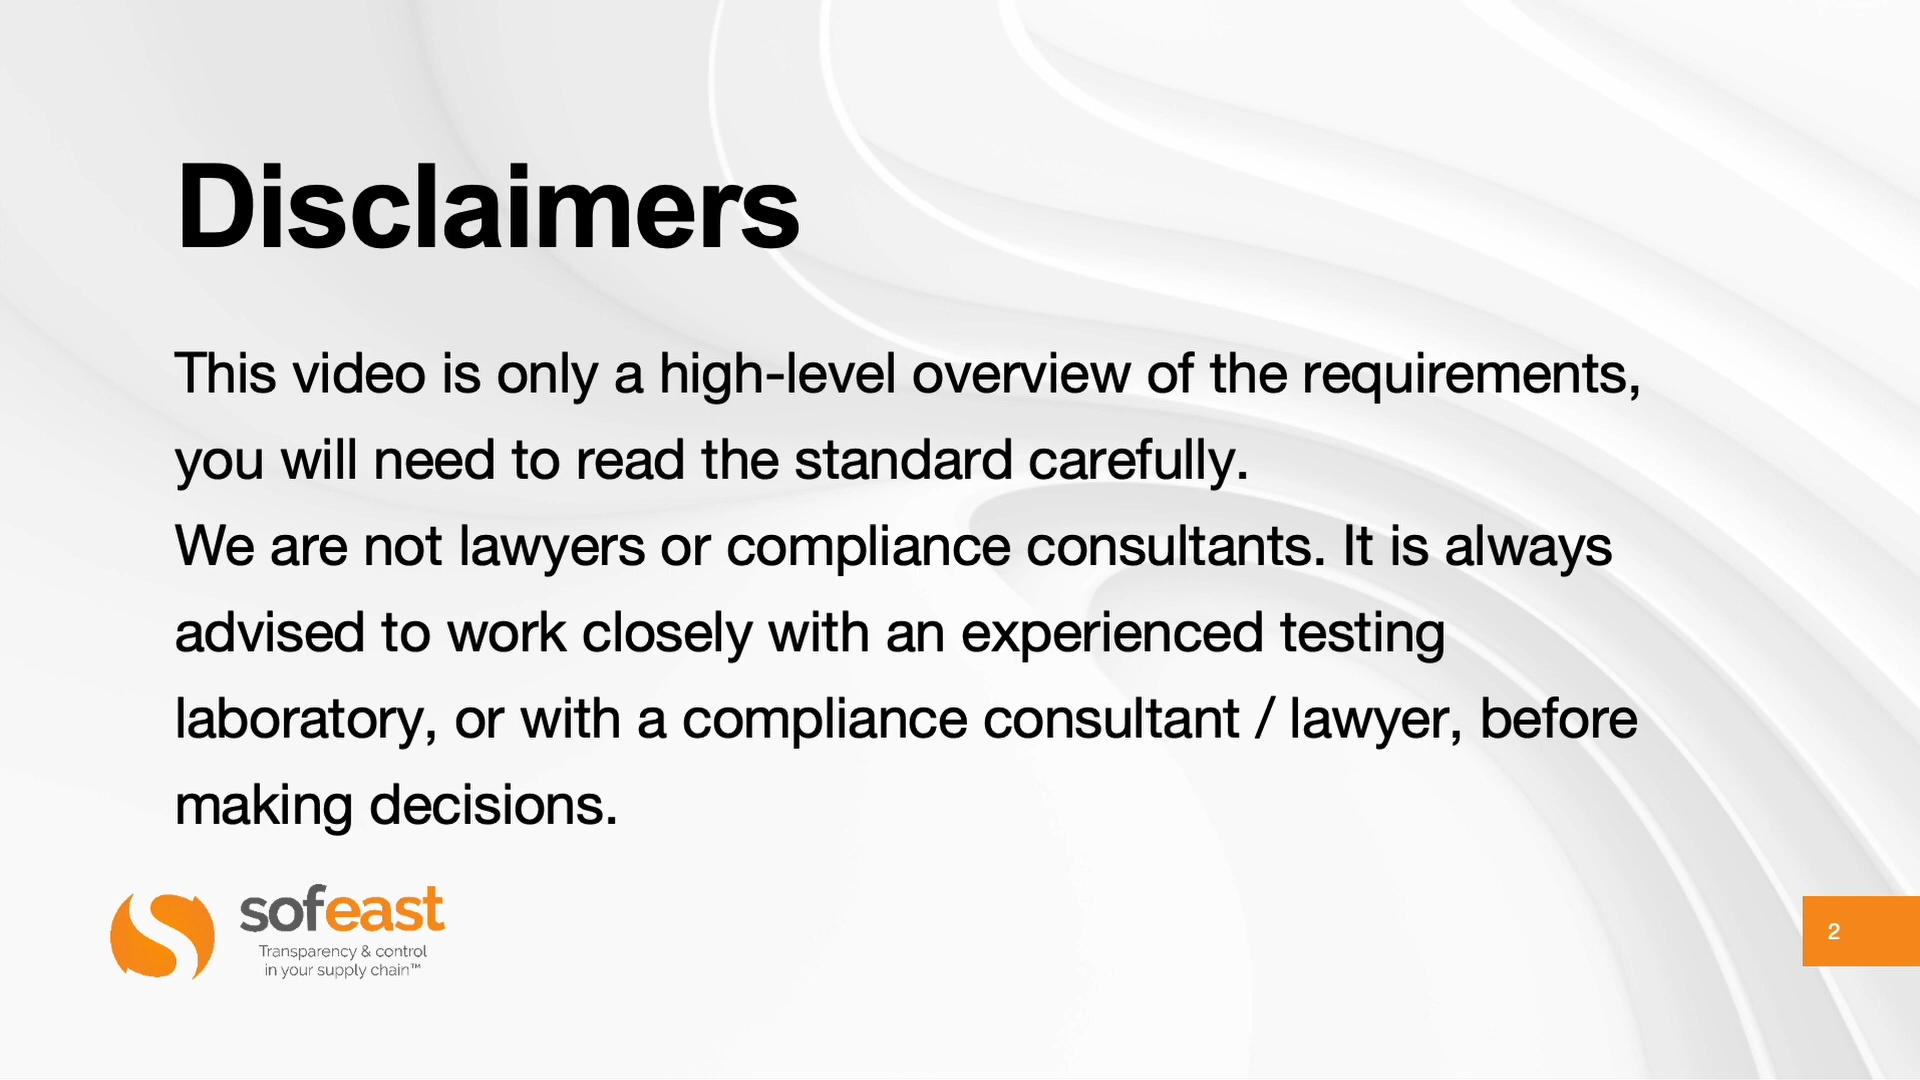 Disclaimers
This video is only a high-level overview of the requirements,
you will need to read the standard carefully.
We are not lawyers or compliance consultants. It is always
advised to work closely with an experienced testing
laboratory, or with a compliance consultant / lawyer, before
making decisions.
sofeast
Transparency & control
in your supply chain™
2